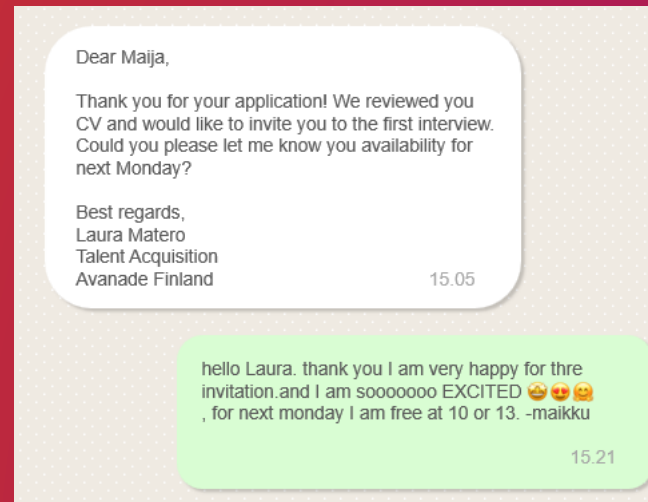 Dear Maija,
Thank you for your application! We reviewed you
CV and would like to invite you to the first interview.
Could you please let me know you availability for
next Monday?
Best regards,
Laura Matero
Talent Acquisition
Avanade Finland 15.05
hello Laura. thank you I am very happy for thre
invitation.and I am sooooooo EXCITED 🤩😍🤗
, for next monday I am free at 10 or 13. -maikku
15.21